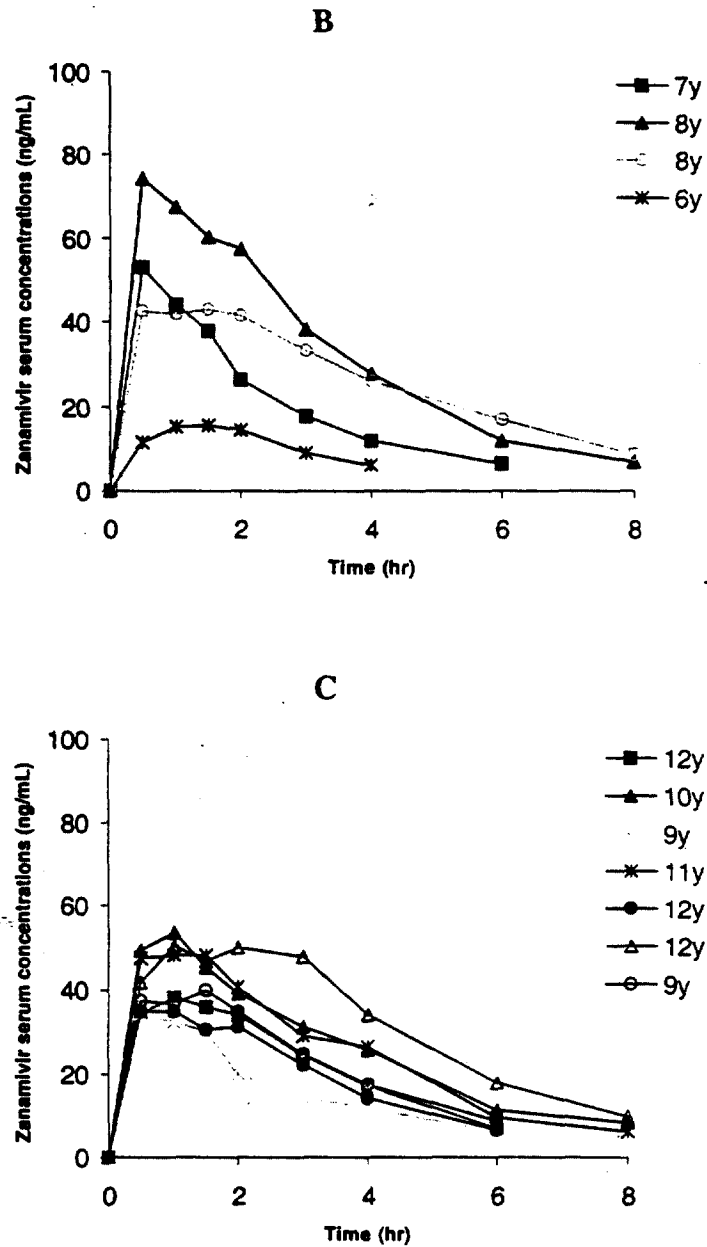 B
100
80
60
40
20
0
Zanamivir serum concentrations (ng/mL)
0 2 4 6 8
Time (hr)
7y
8y
8y
6y
C
100
80
60
40
20
0
Zanamivir serum concentrations (ng/mL)
0 2 4 6 8
Time (hr)
12y
10y
9y
11y
12y
12y
9y